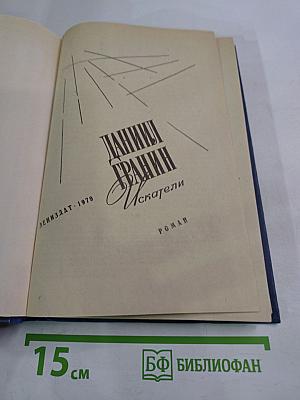 ДАНИИЛ
ГРАНИН
Искатели
ЛЕНИЗДАТ · 1979
РОМАН
15 см
БФ БИБЛИОФАН